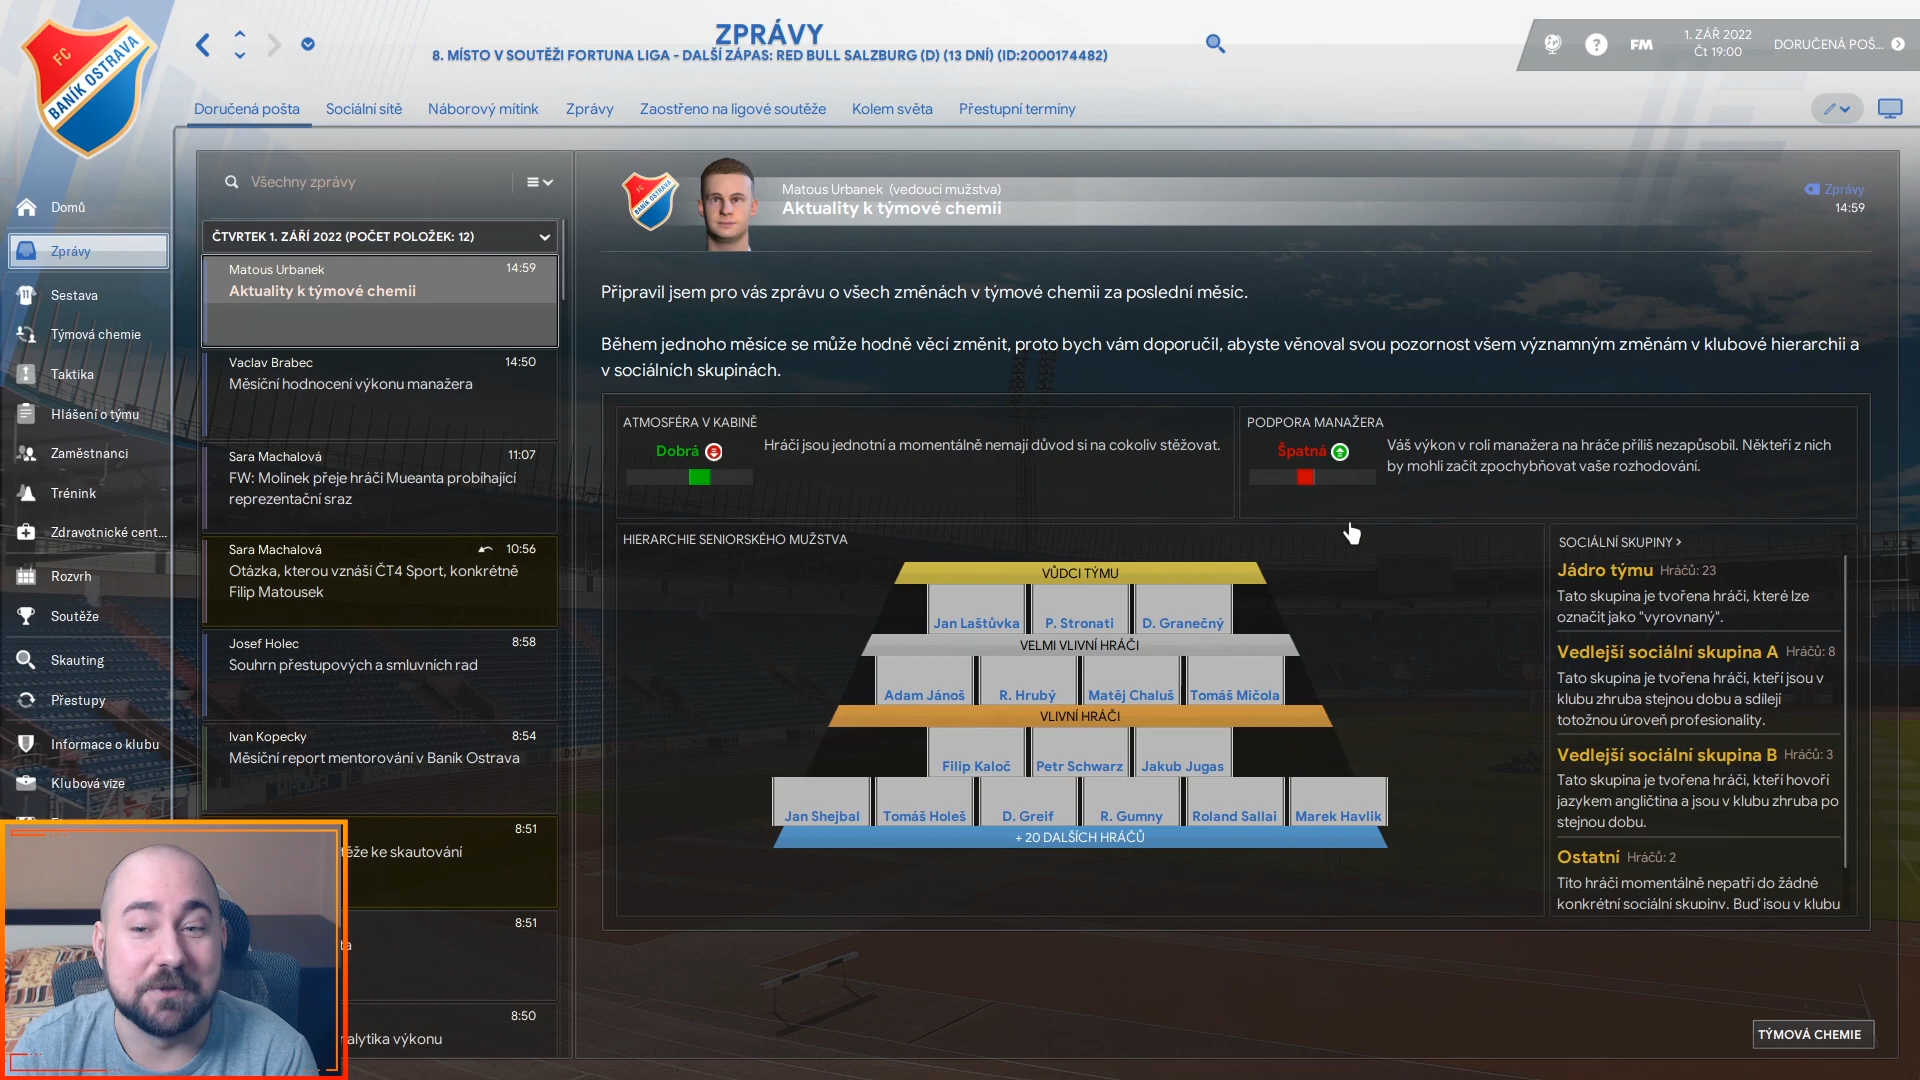 ZPRÁVY
8. MÍSTO V SOUTĚŽI FORTUNA LIGA - DALŠÍ ZÁPAS: RED BULL SALZBURG (D) (13 DNÍ) (ID:2000174482)
FM
1. ZÁŘ 2022
Čt 19:00
DORUČENÁ POŠ...
FC
BANÍK OSTRAVA
Doručená pošta
Sociální sítě
Náborový mítink
Zprávy
Zaostřeno na ligové soutěže
Kolem světa
Přestupní termíny
Domů
Zprávy
Sestava
Týmová chemie
Taktika
Hlášení o týmu
Zaměstnanci
Trénink
Zdravotnické cent...
Rozvrh
Soutěže
Skauting
Přestupy
Informace o klubu
Klubová vize
Všechny zprávy
ČTVRTEK 1. ZÁŘÍ 2022 (POČET POLOŽEK: 12)
Matous Urbanek 14:59
Aktuality k týmové chemii
Vaclav Brabec 14:50
Měsíční hodnocení výkonu manažera
Sara Machalová 11:07
FW: Molinek přeje hráči Mueanta probíhající
reprezentační sraz
Sara Machalová 10:56
Otázka, kterou vznáší ČT4 Sport, konkrétně
Filip Matousek
Josef Holec 8:58
Souhrn přestupových a smluvních rad
Ivan Kopecky 8:54
Měsíční report mentorování v Baník Ostrava
8:51
těže ke skautování
8:51
ta
8:50
nalytika výkonu
Matous Urbanek (vedoucí mužstva)
Aktuality k týmové chemii
Zprávy
14:59
Připravil jsem pro vás zprávu o všech změnách v týmové chemii za poslední měsíc.
Během jednoho měsíce se může hodně věcí změnit, proto bych vám doporučil, abyste věnoval svou pozornost všem významným změnám v klubové hierarchii a
v sociálních skupinách.
ATMOSFÉRA V KABINĚ
Dobrá
Hráči jsou jednotní a momentálně nemají důvod si na cokoliv stěžovat.
PODPORA MANAŽERA
Špatná
Váš výkon v roli manažera na hráče příliš nezapůsobil. Někteří z nich
by mohli začít zpochybňovat vaše rozhodování.
HIERARCHIE SENIORSKÉHO MUŽSTVA
VŮDCI TÝMU
Jan Laštůvka P. Stronati D. Granečný
VELMI VLIVNÍ HRÁČI
Adam Jánoš R. Hrubý Matěj Chaluš Tomáš Mičola
VLIVNÍ HRÁČI
Filip Kaloč Petr Schwarz Jakub Jugas
Jan Shejbal Tomáš Holeš D. Greif R. Gumny Roland Sallai Marek Havlik
+ 20 DALŠÍCH HRÁČŮ
SOCIÁLNÍ SKUPINY >
Jádro týmu Hráčů: 23
Tato skupina je tvořena hráči, které lze
označit jako "vyrovnaný".
Vedlejší sociální skupina A Hráčů: 8
Tato skupina je tvořena hráči, kteří jsou v
klubu zhruba stejnou dobu a sdílejí
totožnou úroveň profesionality.
Vedlejší sociální skupina B Hráčů: 3
Tato skupina je tvořena hráči, kteří hovoří
jazykem angličtina a jsou v klubu zhruba po
stejnou dobu.
Ostatní Hráčů: 2
Tito hráči momentálně nepatří do žádné
konkrétní sociální skupiny. Buď jsou v klubu
TÝMOVÁ CHEMIE